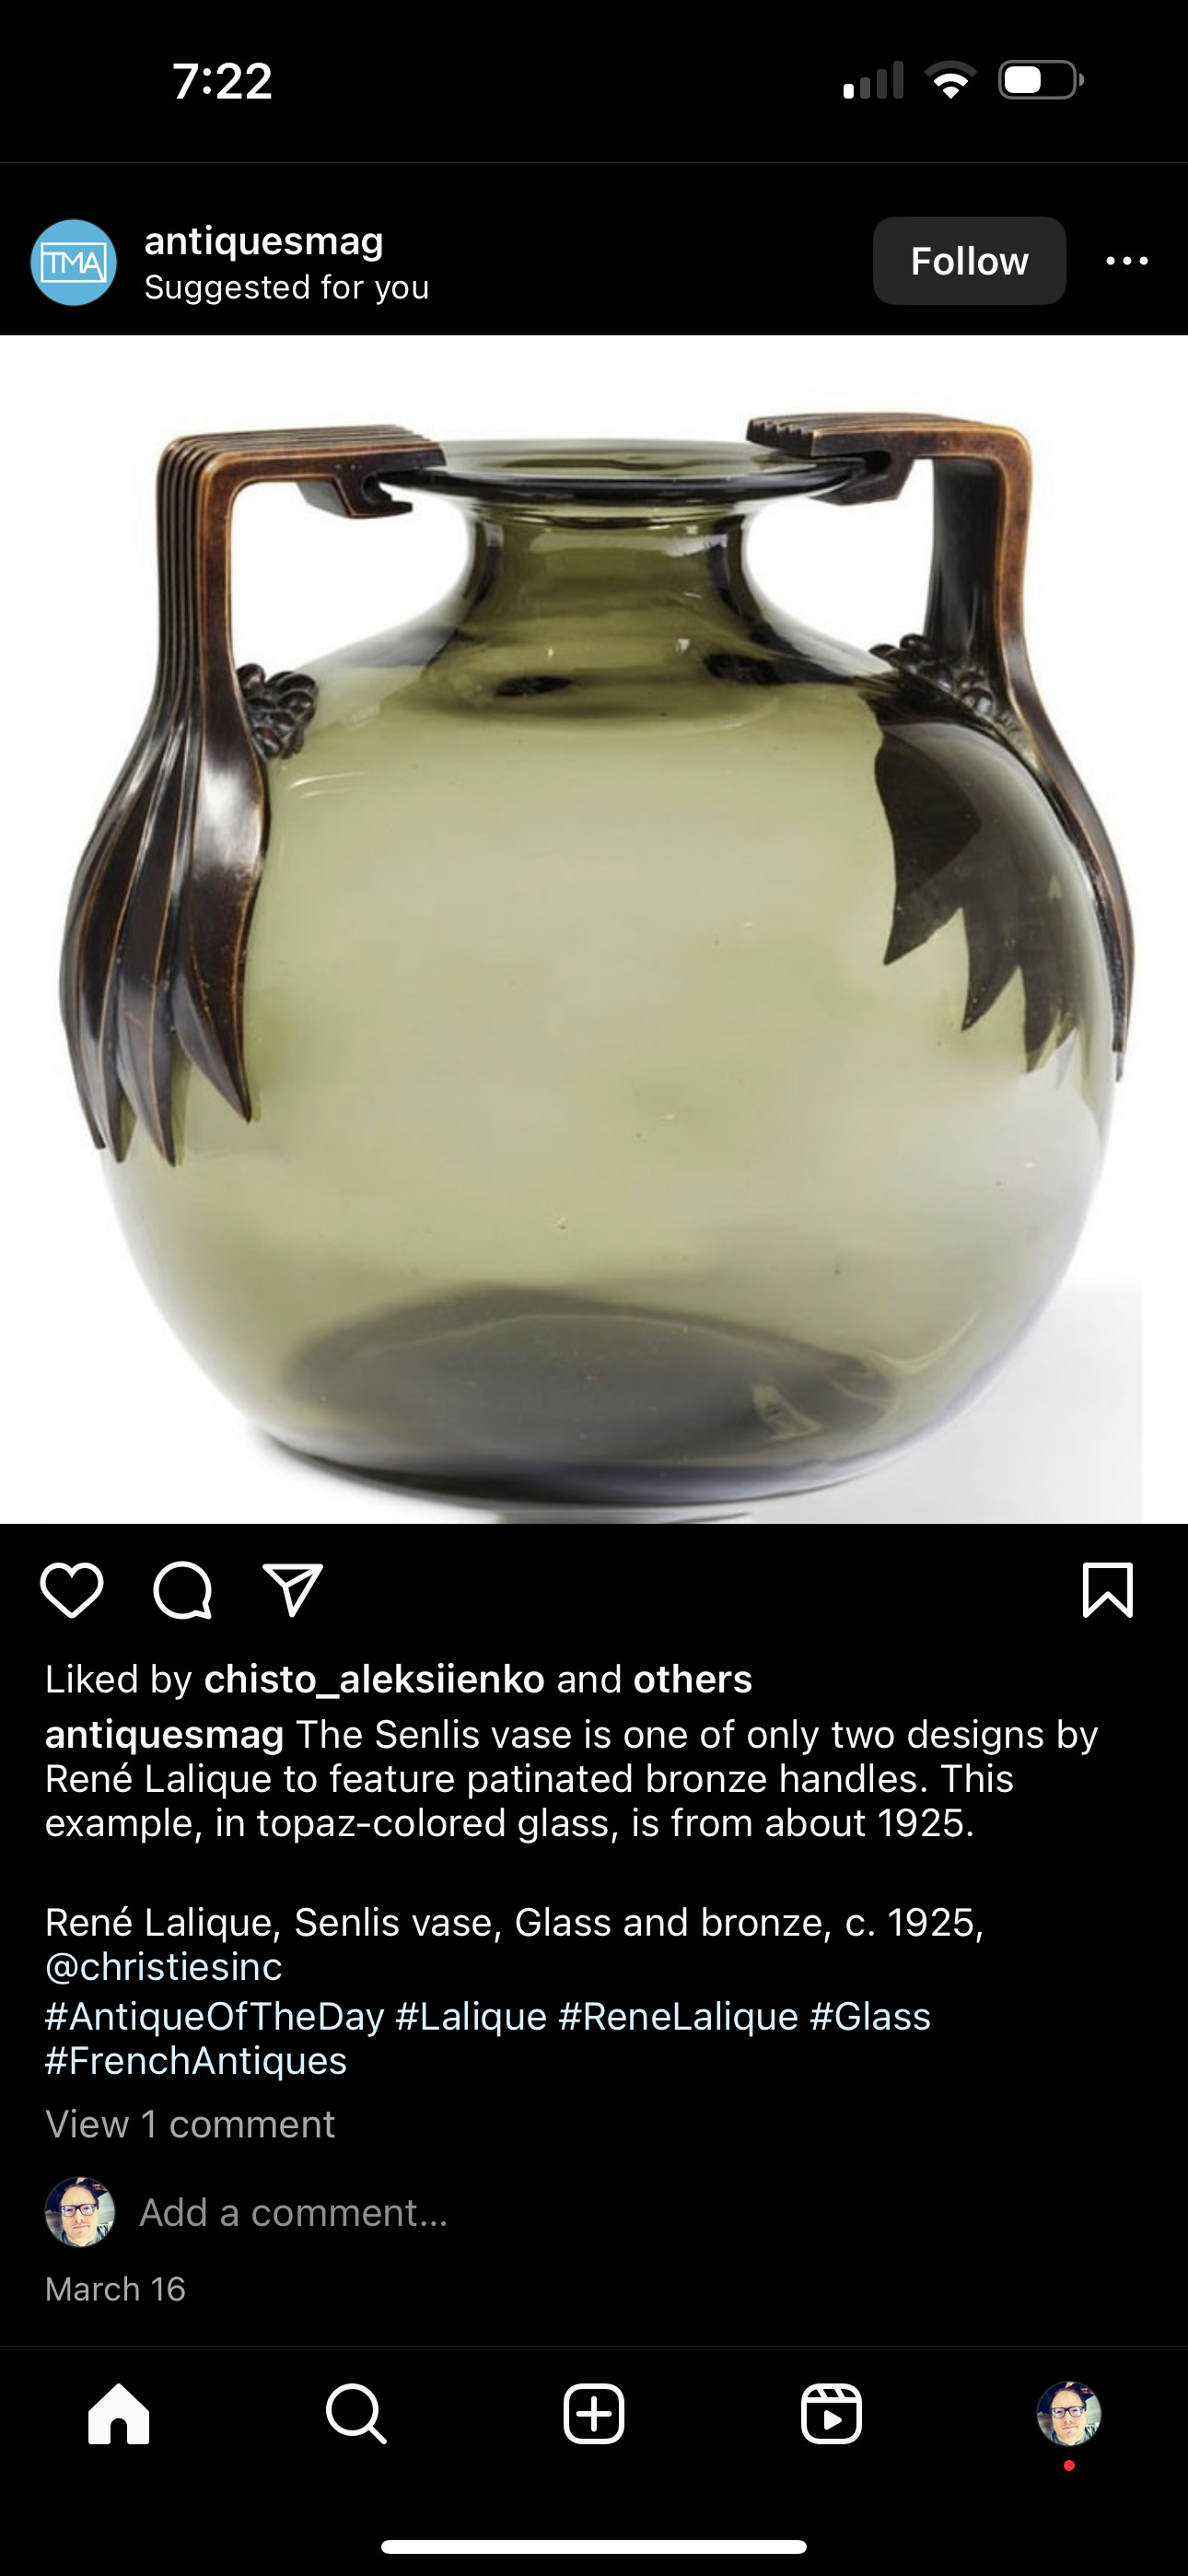 7:22
TMA
antiquesmag
Suggested for you
Follow
Liked by chisto_aleksiienko and others
antiquesmag The Senlis vase is one of only two designs by
René Lalique to feature patinated bronze handles. This
example, in topaz-colored glass, is from about 1925.
René Lalique, Senlis vase, Glass and bronze, c. 1925,
@christiesinc
#AntiqueOfTheDay #Lalique #ReneLalique #Glass
#FrenchAntiques
View 1 comment
Add a comment...
March 16